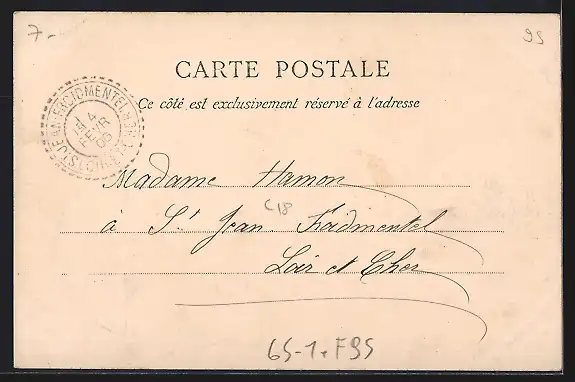 7-
95
CARTE POSTALE
Ce côté est exclusivement réservé à l'adresse
4
FEVR
03
Madame Hamon
C18
à St Jean Froidmentel
Loir et Cher
65-1. F95